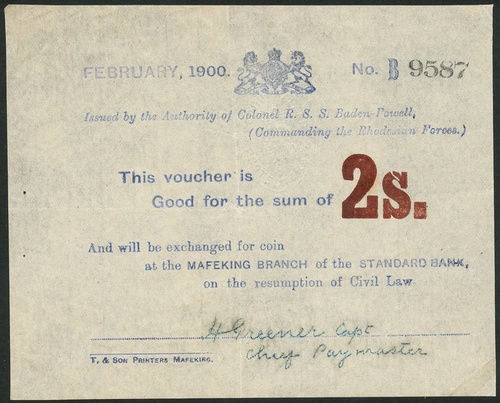 FEBRUARY, 1900. No. B 9587
Issued by the Authority of Colonel R. S. S. Baden-Powell,
(Commanding the Rhodesian Forces.)
This voucher is
Good for the sum of 2s.
And will be exchanged for coin
at the MAFEKING BRANCH of the STANDARD BANK,
on the resumption of Civil Law
H Greener Capt
Chief Paymaster
T. & SON PRINTERS MAFEKING.